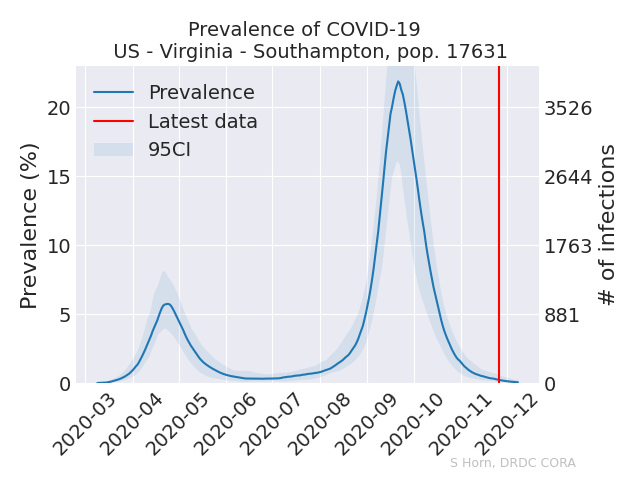 Prevalence of COVID-19
US - Virginia - Southampton, pop. 17631
Prevalence
Latest data
95CI
Prevalence (%)
20
15
10
5
0
3526
2644
1763
881
0
# of infections
2020-03
2020-04
2020-05
2020-06
2020-07
2020-08
2020-09
2020-10
2020-11
2020-12
S Horn, DRDC CORA